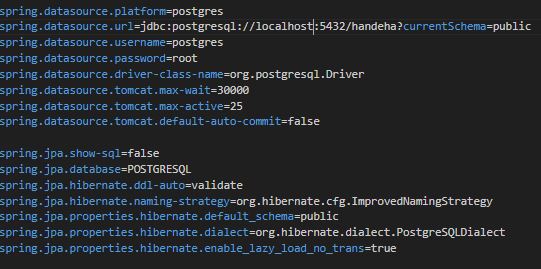 spring.datasource.platform=postgres
spring.datasource.url=jdbc:postgresql://localhost:5432/handeha?currentSchema=public
spring.datasource.username=postgres
spring.datasource.password=root
spring.datasource.driver-class-name=org.postgresql.Driver
spring.datasource.tomcat.max-wait=30000
spring.datasource.tomcat.max-active=25
spring.datasource.tomcat.default-auto-commit=false
spring.jpa.show-sql=false
spring.jpa.database=POSTGRESQL
spring.jpa.hibernate.ddl-auto=validate
spring.jpa.hibernate.naming-strategy=org.hibernate.cfg.ImprovedNamingStrategy
spring.jpa.properties.hibernate.default_schema=public
spring.jpa.properties.hibernate.dialect=org.hibernate.dialect.PostgreSQLDialect
spring.jpa.properties.hibernate.enable_lazy_load_no_trans=true